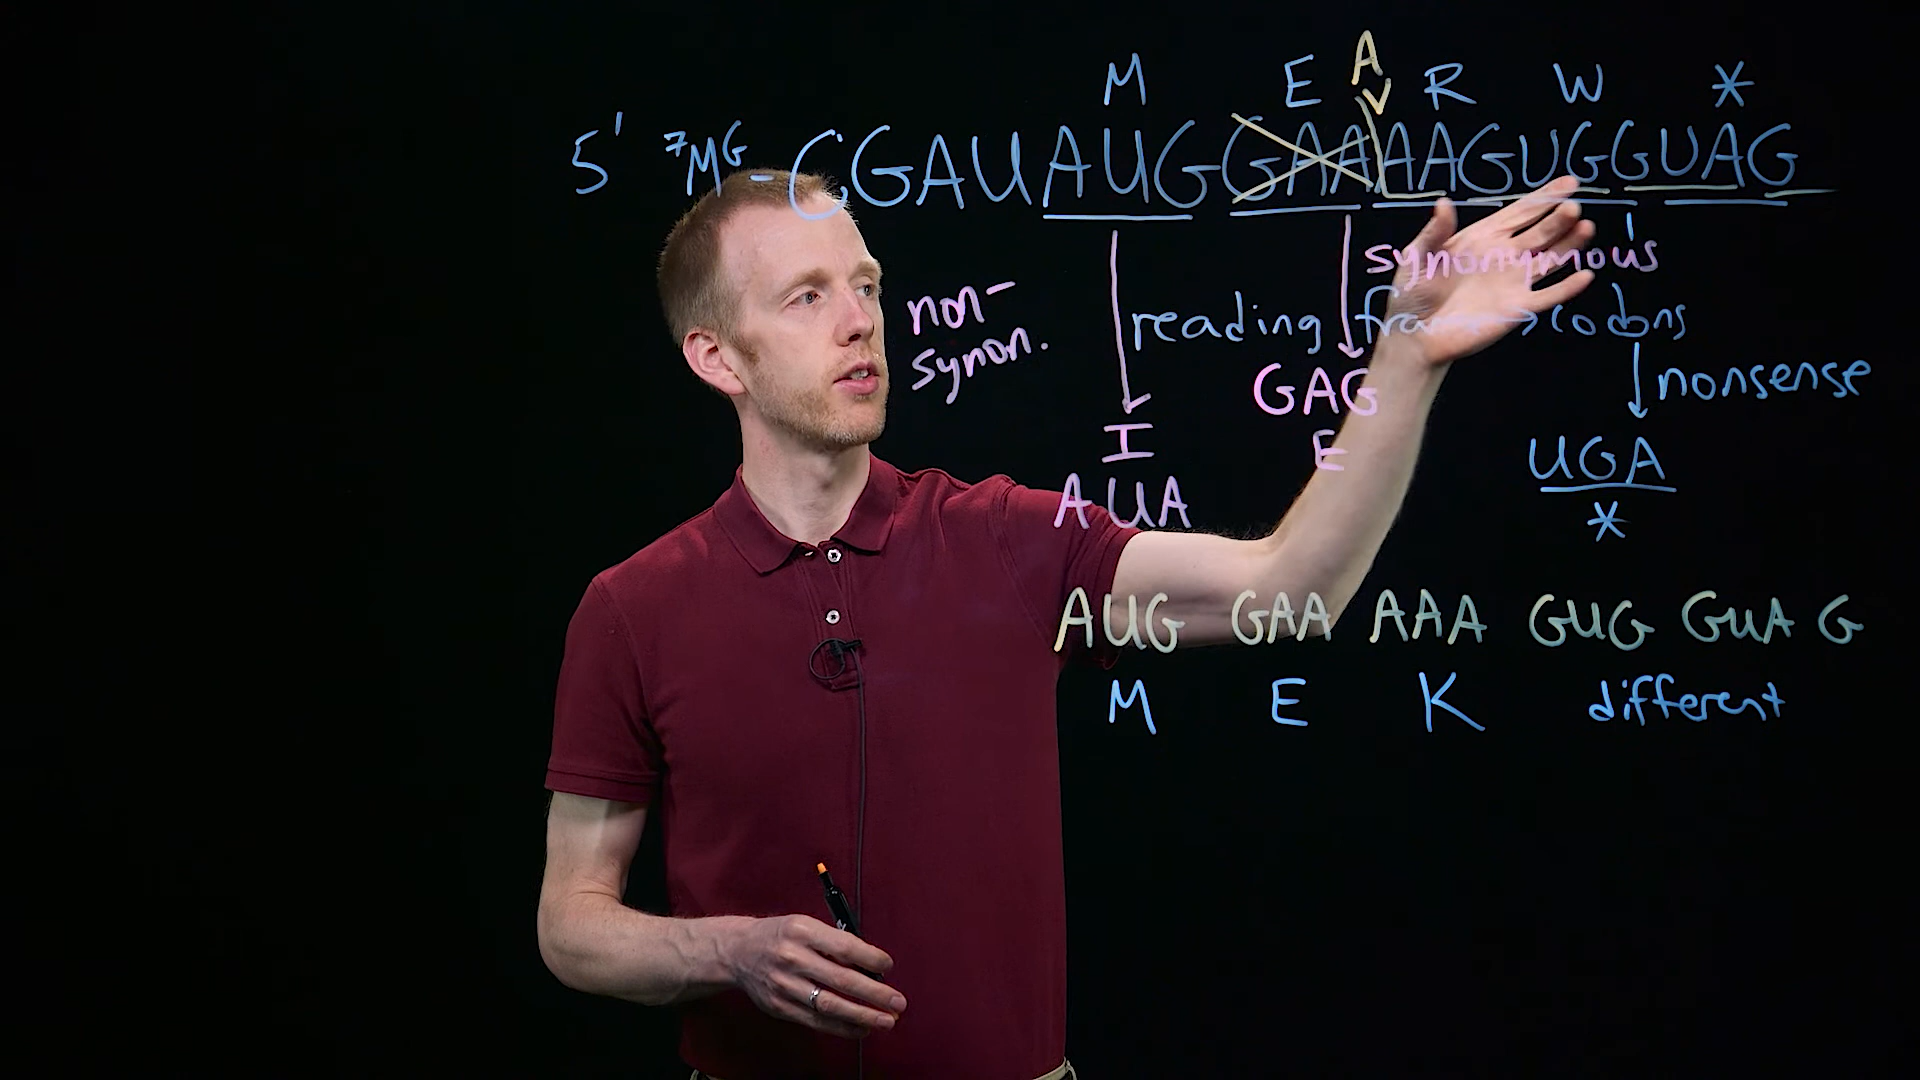 M E A R W *
5' 7MG - CGAUAUGGAAAAGUGGUAG
synonymous
non-
synon.
reading frame → codons
GAG
nonsense
I
E
UGA
AUA
*
AUG GAA AAA GUG GUA G
M E K different